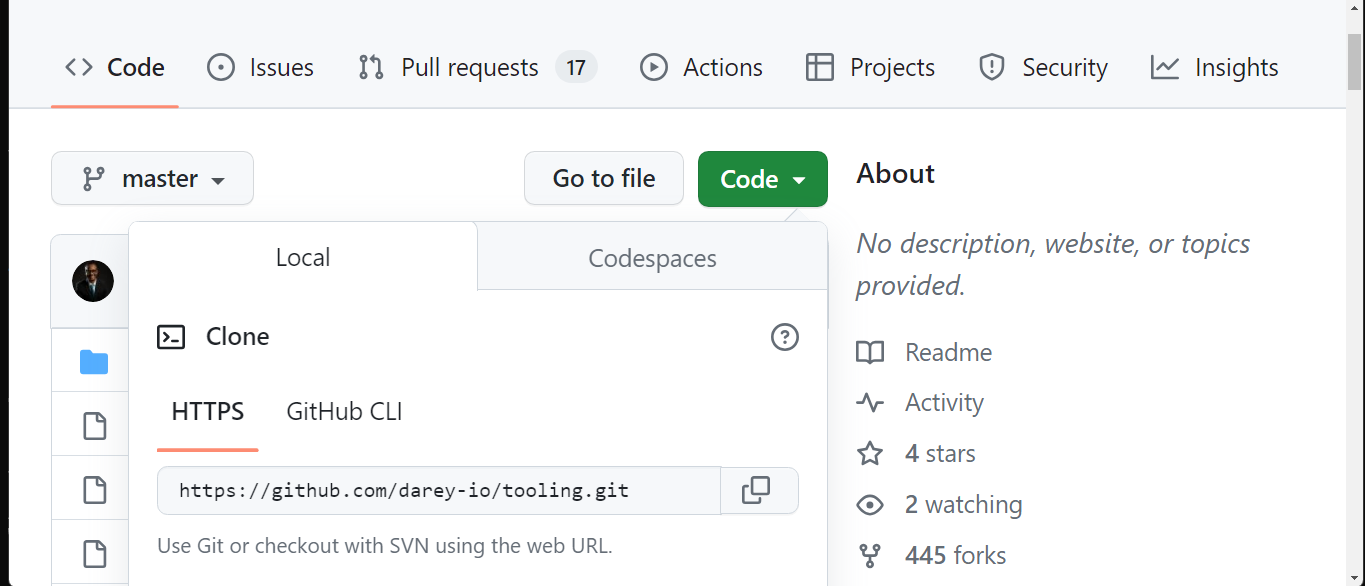 Code Issues Pull requests 17 Actions Projects Security Insights
master
Go to file
Code
Local
Codespaces
Clone
HTTPS
GitHub CLI
https://github.com/darey-io/tooling.git
Use Git or checkout with SVN using the web URL.
About
No description, website, or topics
provided.
Readme
Activity
4 stars
2 watching
445 forks